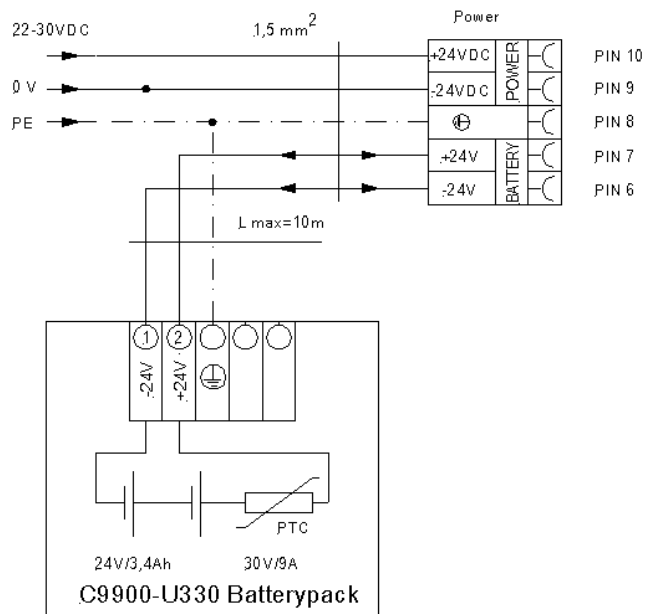 Power
22-30VDC
1,5 mm²
+24VDC
POWER
PIN 10
0 V
-24VDC
PIN 9
PE
PIN 8
+24V
BATTERY
PIN 7
-24V
PIN 6
L max=10m
1
2
-24V
+24V
PTC
24V/3,4Ah
30V/9A
C9900-U330 Batterypack